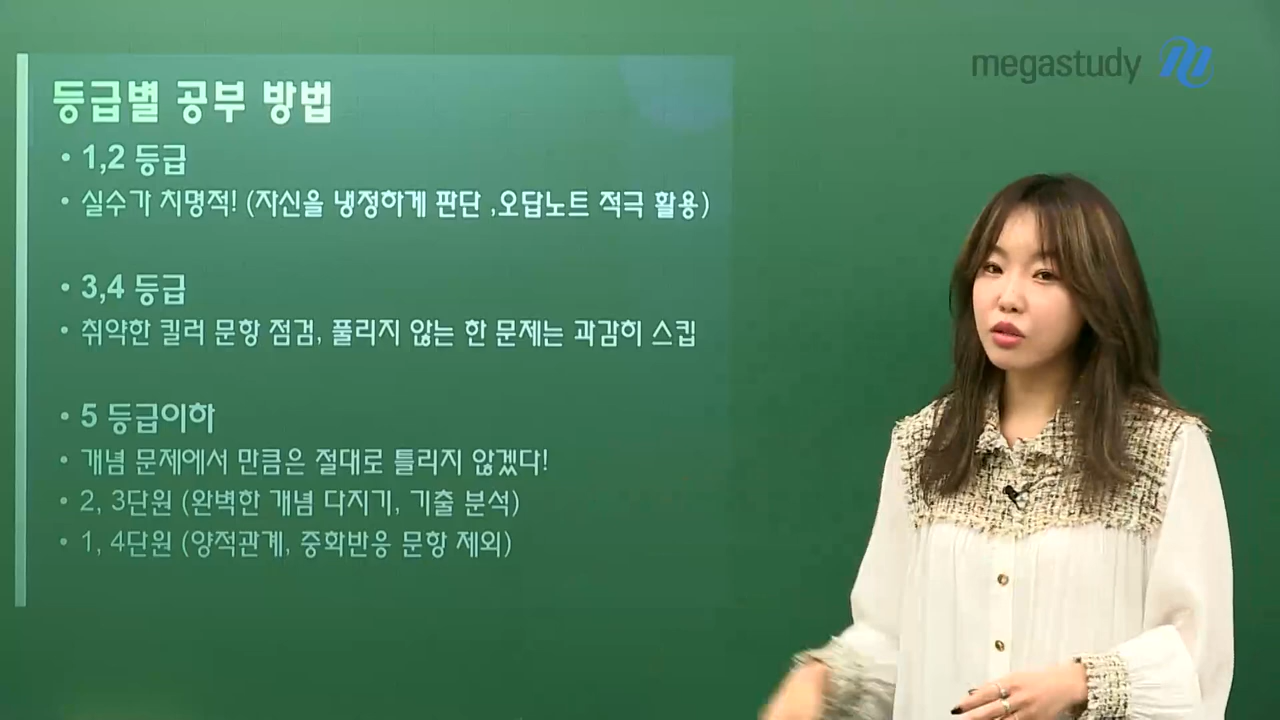 megastudy
등급별 공부 방법
• 1,2 등급
• 실수가 치명적! (자신을 냉정하게 판단 ,오답노트 적극 활용)
• 3,4 등급
• 취약한 킬러 문항 점검, 풀리지 않는 한 문제는 과감히 스킵
• 5 등급이하
• 개념 문제에서 만큼은 절대로 틀리지 않겠다!
• 2, 3단원 (완벽한 개념 다지기, 기출 분석)
• 1, 4단원 (양적관계, 중화반응 문항 제외)